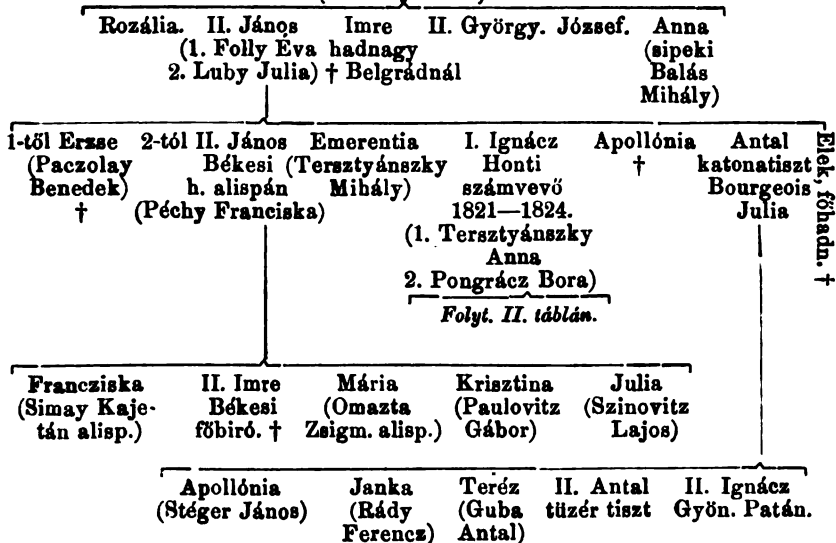 Rozália. II. János Imre II. György. József. Anna
(1. Folly Éva hadnagy (sipeki
2. Luby Julia) † Belgrádnál Balás
Mihály)
1-től Erzse 2-tól II. János Emerentia I. Ignácz Apollónia Antal Elek, főhadn. †
(Paczolay Békesi (Tersztyánszky Honti † katonatiszt
Benedek) h. alispán Mihály) számvevő Bourgeois
† (Péchy Franciska) 1821—1824. Julia
(1. Tersztyánszky
Anna
2. Pongrácz Bora)
Folyt. II. táblán.
Francziska II. Imre Mária Krisztina Julia
(Simay Kaje- Békesi (Omazta (Paulovitz (Szinovitz
tán alisp.) főbiró. † Zsigm. alisp.) Gábor) Lajos)
Apollónia Janka Teréz II. Antal II. Ignácz
(Stéger János) (Rády (Guba tüzér tiszt Gyön. Patán.
Ferencz) Antal)